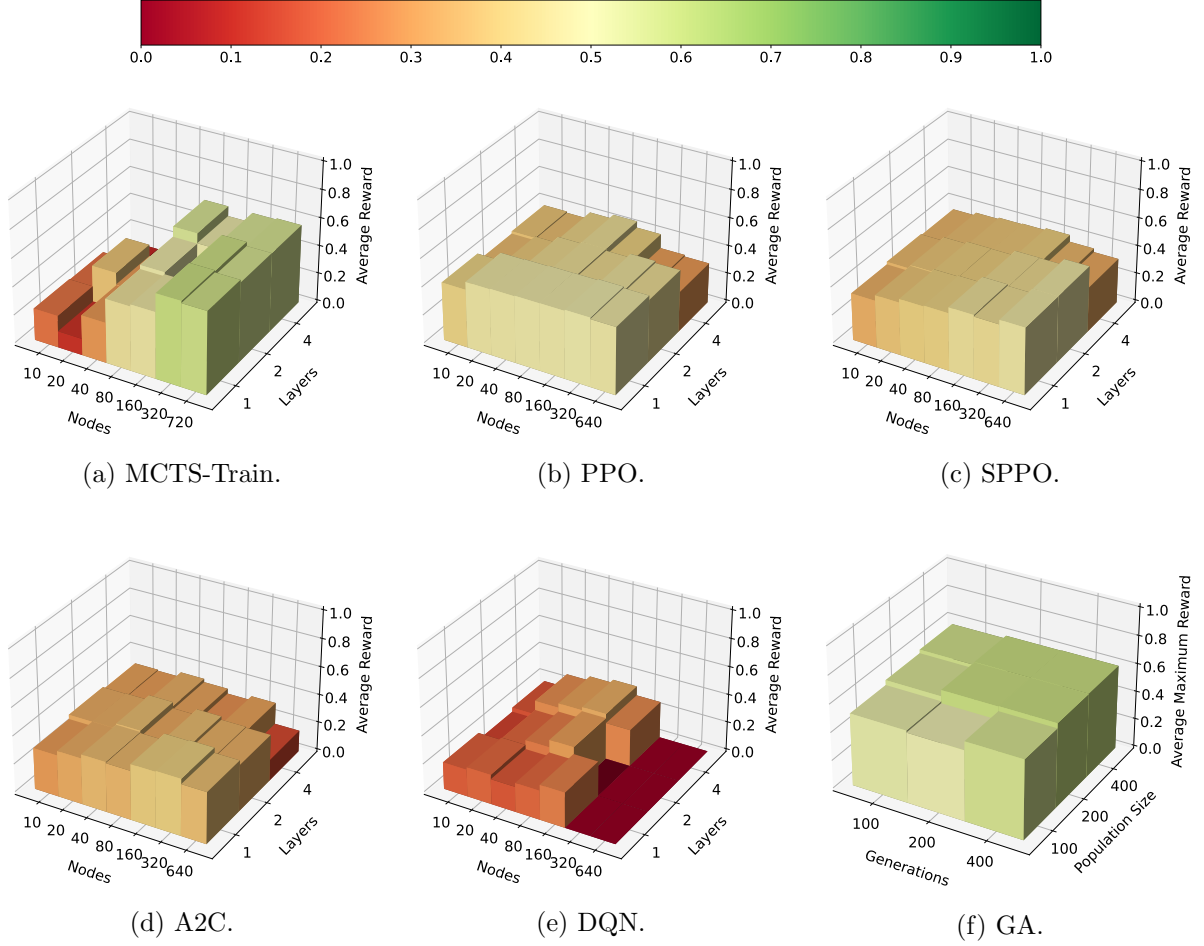 0.0 0.1 0.2 0.3 0.4 0.5 0.6 0.7 0.8 0.9 1.0
1.0
0.8
0.6
0.4
0.2
0.0
Average Reward
10 20 40 80 160 320 720
Nodes
1 2 4
Layers
(a) MCTS-Train.
1.0
0.8
0.6
0.4
0.2
0.0
Average Reward
10 20 40 80 160 320 640
Nodes
1 2 4
Layers
(b) PPO.
1.0
0.8
0.6
0.4
0.2
0.0
Average Reward
10 20 40 80 160 320 640
Nodes
1 2 4
Layers
(c) SPPO.
1.0
0.8
0.6
0.4
0.2
0.0
Average Reward
10 20 40 80 160 320 640
Nodes
1 2 4
Layers
(d) A2C.
1.0
0.8
0.6
0.4
0.2
0.0
Average Reward
10 20 40 80 160 320 640
Nodes
1 2 4
Layers
(e) DQN.
1.0
0.8
0.6
0.4
0.2
0.0
Average Maximum Reward
100 200 400
Generations
100 200 400
Population Size
(f) GA.